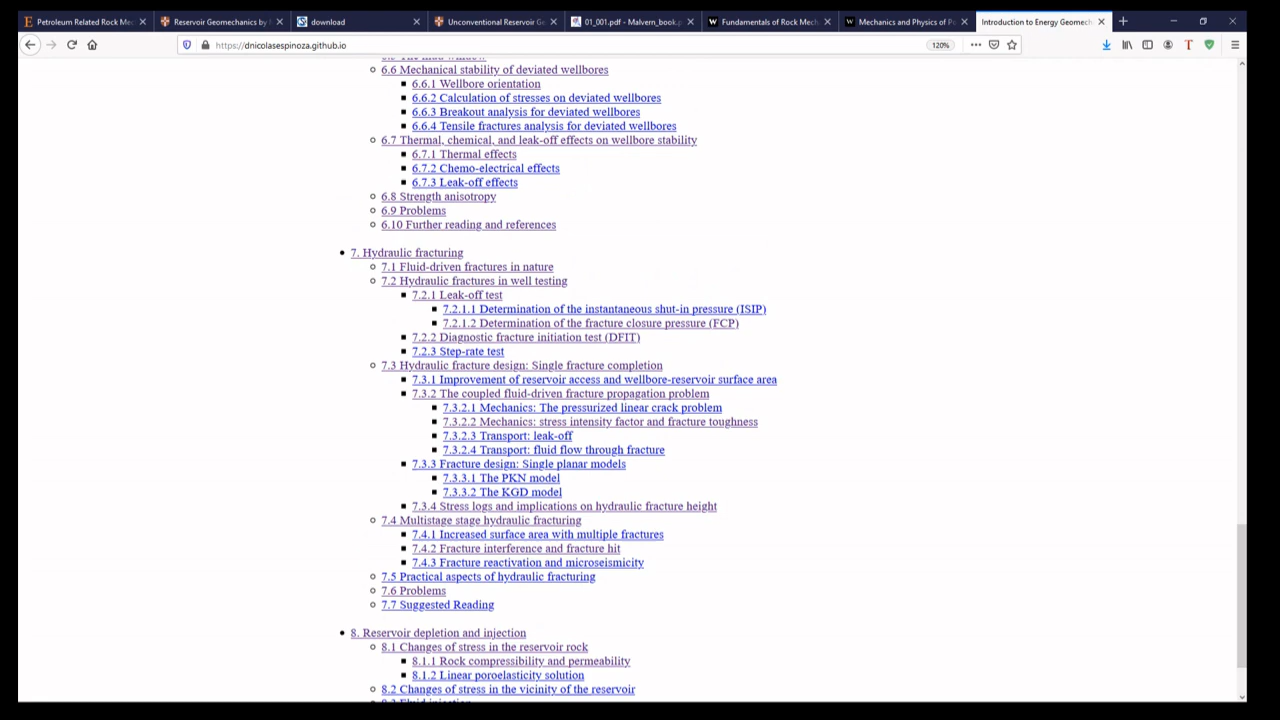 Petroleum Related Rock Me
Reservoir Geomechanics by
download
Unconventional Reservoir Ge
01_001.pdf - Malvern_book.p
Fundamentals of Rock Mech
Mechanics and Physics of P
Introduction to Energy Geomech
https://dnicolasespinoza.github.io
120%
6.6 Mechanical stability of deviated wellbores
6.6.1 Wellbore orientation
6.6.2 Calculation of stresses on deviated wellbores
6.6.3 Breakout analysis for deviated wellbores
6.6.4 Tensile fractures analysis for deviated wellbores
6.7 Thermal, chemical, and leak-off effects on wellbore stability
6.7.1 Thermal effects
6.7.2 Chemo-electrical effects
6.7.3 Leak-off effects
6.8 Strength anisotropy
6.9 Problems
6.10 Further reading and references
7. Hydraulic fracturing
7.1 Fluid-driven fractures in nature
7.2 Hydraulic fractures in well testing
7.2.1 Leak-off test
7.2.1.1 Determination of the instantaneous shut-in pressure (ISIP)
7.2.1.2 Determination of the fracture closure pressure (FCP)
7.2.2 Diagnostic fracture initiation test (DFIT)
7.2.3 Step-rate test
7.3 Hydraulic fracture design: Single fracture completion
7.3.1 Improvement of reservoir access and wellbore-reservoir surface area
7.3.2 The coupled fluid-driven fracture propagation problem
7.3.2.1 Mechanics: The pressurized linear crack problem
7.3.2.2 Mechanics: stress intensity factor and fracture toughness
7.3.2.3 Transport: leak-off
7.3.2.4 Transport: fluid flow through fracture
7.3.3 Fracture design: Single planar models
7.3.3.1 The PKN model
7.3.3.2 The KGD model
7.3.4 Stress logs and implications on hydraulic fracture height
7.4 Multistage stage hydraulic fracturing
7.4.1 Increased surface area with multiple fractures
7.4.2 Fracture interference and fracture hit
7.4.3 Fracture reactivation and microseismicity
7.5 Practical aspects of hydraulic fracturing
7.6 Problems
7.7 Suggested Reading
8. Reservoir depletion and injection
8.1 Changes of stress in the reservoir rock
8.1.1 Rock compressibility and permeability
8.1.2 Linear poroelasticity solution
8.2 Changes of stress in the vicinity of the reservoir